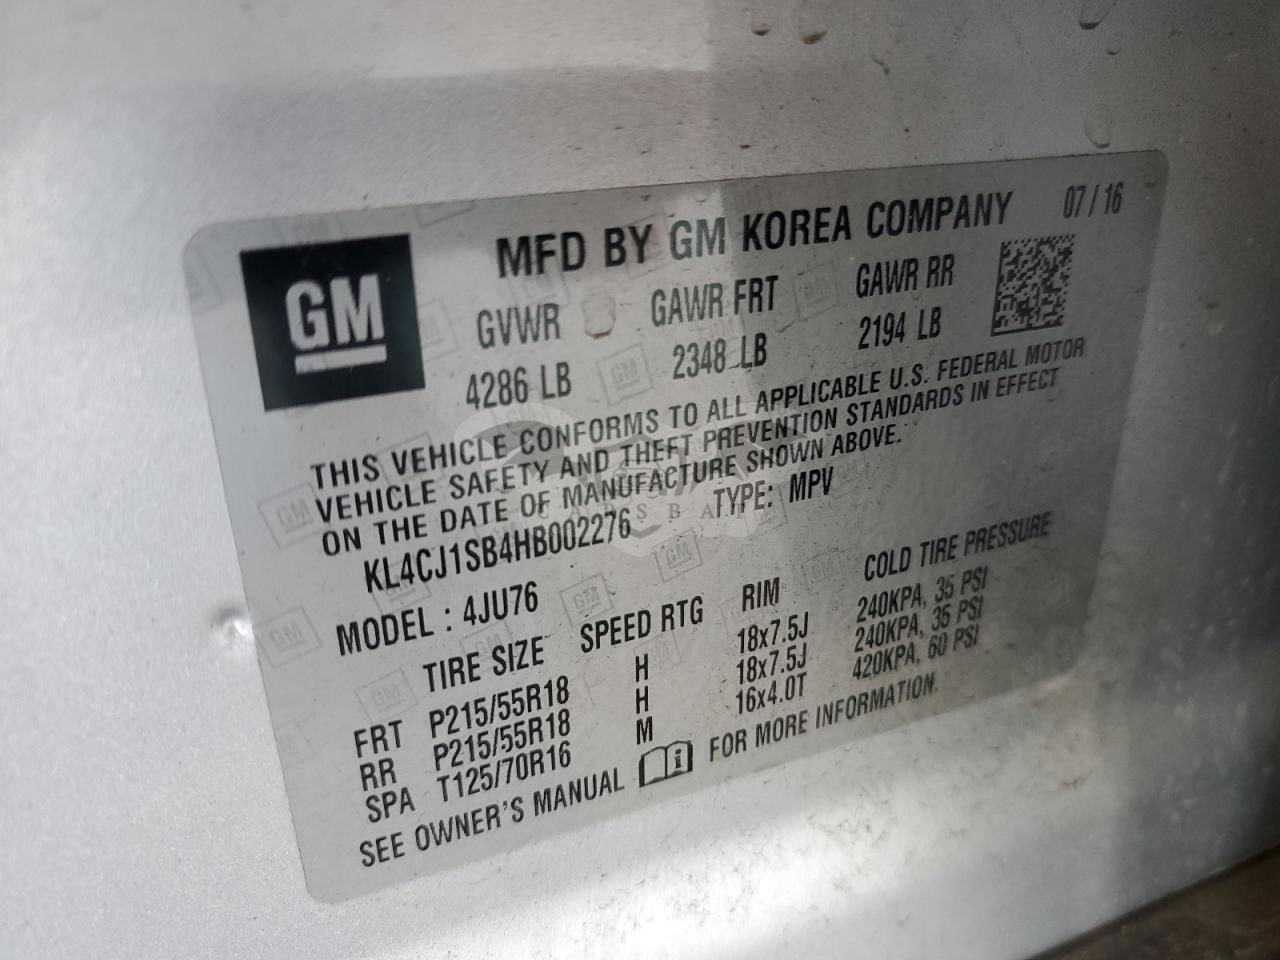 MFD BY GM KOREA COMPANY 07/16
GM
GVWR GAWR FRT GAWR RR
4286 LB 2348 LB 2194 LB
THIS VEHICLE CONFORMS TO ALL APPLICABLE U.S. FEDERAL MOTOR
VEHICLE SAFETY AND THEFT PREVENTION STANDARDS IN EFFECT
ON THE DATE OF MANUFACTURE SHOWN ABOVE.
KL4CJ1SB4HB002276 TYPE: MPV
MODEL : 4JU76
TIRE SIZE SPEED RTG RIM COLD TIRE PRESSURE
FRT P215/55R18 H 18x7.5J 240KPA, 35 PSI
RR P215/55R18 H 18x7.5J 240KPA, 35 PSI
SPA T125/70R16 M 16x4.0T 420KPA, 60 PSI
SEE OWNER'S MANUAL FOR MORE INFORMATION.